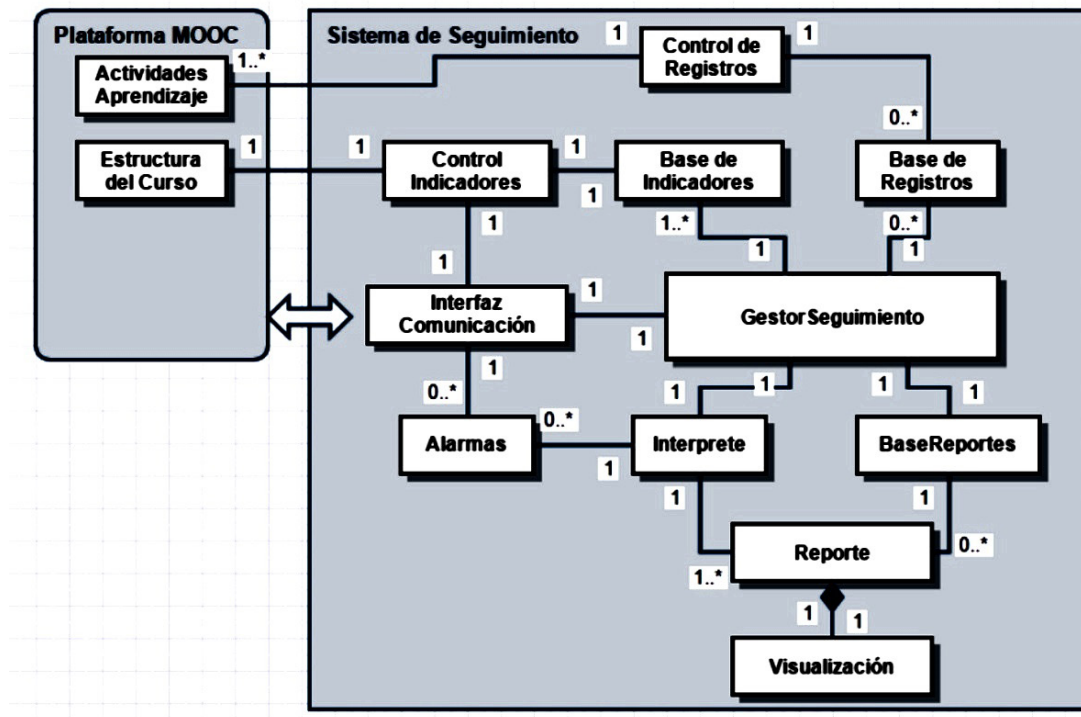 Plataforma MOOC
Actividades
Aprendizaje
1..*
Estructura
del Curso
1
Sistema de Seguimiento
1
Control de
Registros
1
0..*
1
Control
Indicadores
1
1
Base de
Indicadores
Base de
Registros
1
1..*
1
0..*
1
1
Interfaz
Comunicación
1
1
GestorSeguimiento
1
0..*
1
1
1
1
Alarmas
0..*
1
Interprete
BaseReportes
1
1
1..*
Reporte
0..*
1
1
Visualización